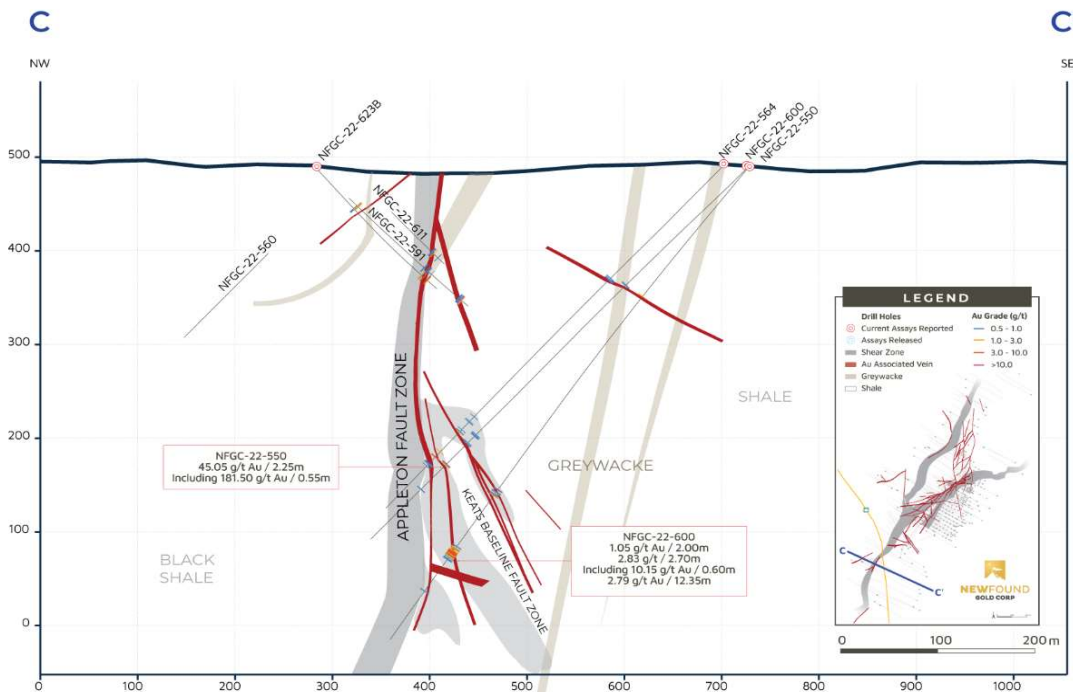 C
C
NW
SE
NFGC-22-623B
NFGC-22-564
NFGC-22-600
NFGC-22-550
500
400
300
200
100
0
NFGC-22-611
NFGC-22-591
NFGC-22-560
APPLETON FAULT ZONE
KEATS BASELINE FAULT ZONE
SHALE
GREYWACKE
BLACK
SHALE
NFGC-22-550
45.05 g/t Au / 2.25m
Including 181.50 g/t Au / 0.55m
NFGC-22-600
1.05 g/t Au / 2.00m
2.83 g/t / 2.70m
Including 10.15 g/t Au / 0.60m
2.79 g/t Au / 12.35m
LEGEND
Drill Holes
Current Assays Reported
Assays Released
Shear Zone
Au Associated Vein
Greywacke
Shale
Au Grade (g/t)
0.5 - 1.0
1.0 - 3.0
3.0 - 10.0
>10.0
C
C'
NEWFOUND
GOLD CORP
0 100 200 m
0 100 200 300 400 500 600 700 800 900 1000